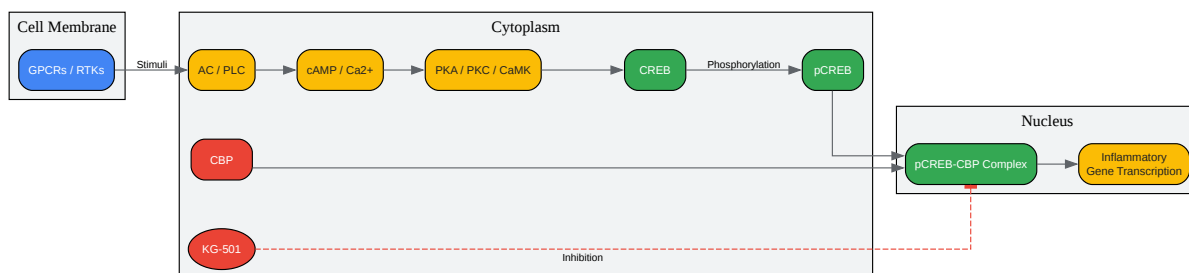 Cell Membrane
Cytoplasm
GPCRs / RTKs
Stimuli
AC / PLC
cAMP / Ca2+
PKA / PKC / CaMK
CREB
Phosphorylation
pCREB
Nucleus
CBP
pCREB-CBP Complex
Inflammatory
Gene Transcription
KG-501
Inhibition